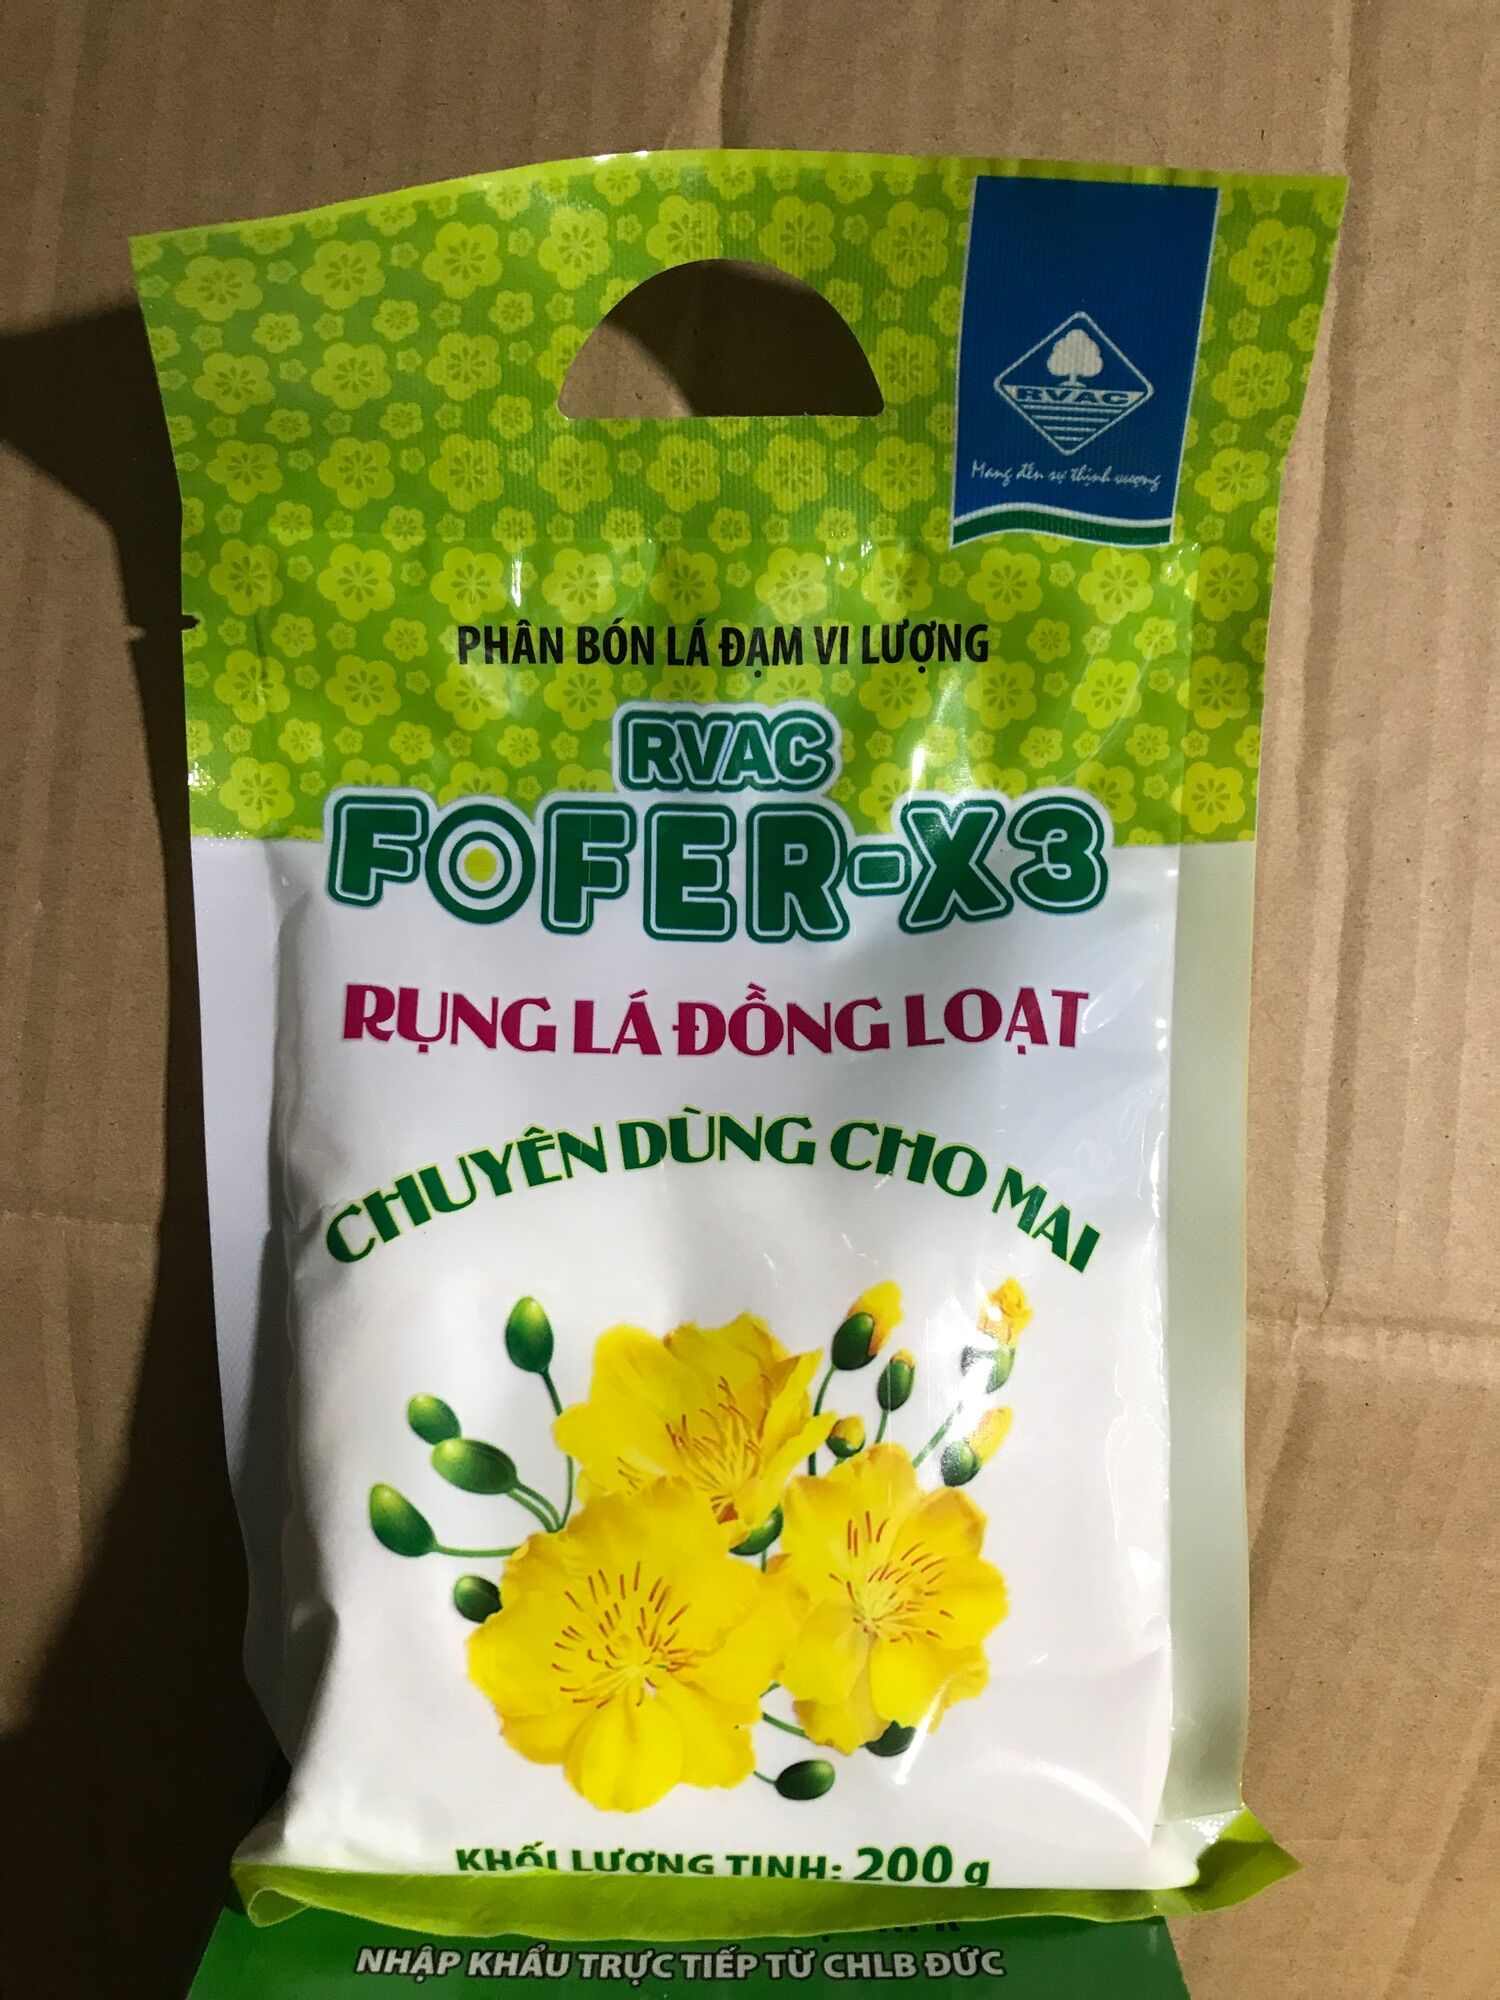 RVAC
Mang đến sự thịnh vượng
PHÂN BÓN LÁ ĐẠM VI LƯỢNG
RVAC
FOFER-X3
RỤNG LÁ ĐỒNG LOẠT
CHUYÊN DÙNG CHO MAI
KHỐI LƯỢNG TỊNH: 200 g
NHẬP KHẨU TRỰC TIẾP TỪ CHLB ĐỨC